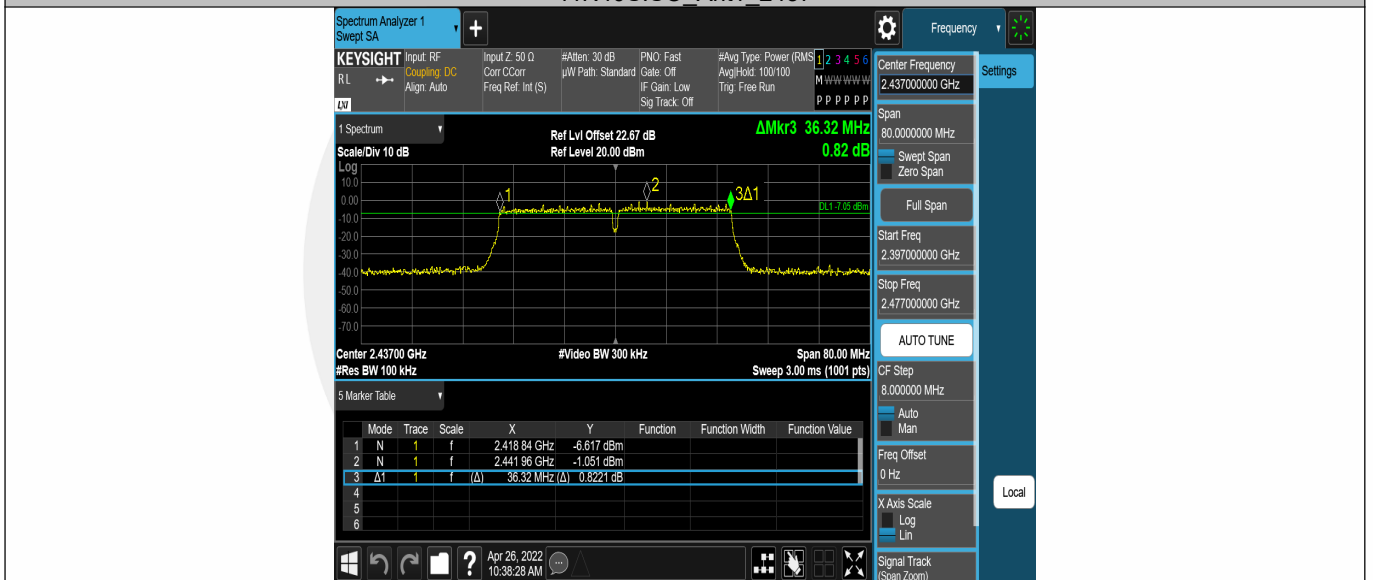 Spectrum Analyzer 1
Swept SA
+
Frequency
KEYSIGHT
R L
LXI
Input: RF
Coupling: DC
Align: Auto
Input Z: 50 Ω
Corr CCorr
Freq Ref: Int (S)
#Atten: 30 dB
µW Path: Standard
PNO: Fast
Gate: Off
IF Gain: Low
Sig Track: Off
#Avg Type: Power (RMS
Avg|Hold: 100/100
Trig: Free Run
1 2 3 4 5 6
M W W W W W
P P P P P P
Center Frequency
2.437000000 GHz
Settings
1 Spectrum
Ref Lvl Offset 22.67 dB
ΔMkr3 36.32 MHz
Scale/Div 10 dB
Ref Level 20.00 dBm
0.82 dB
Log
10.0
0.00
-10.0
-20.0
-30.0
-40.0
-50.0
-60.0
-70.0
1
2
3Δ1
DL1 -7.05 dBm
Center 2.43700 GHz
#Video BW 300 kHz
Span 80.00 MHz
#Res BW 100 kHz
Sweep 3.00 ms (1001 pts)
Span
80.0000000 MHz
Swept Span
Zero Span
Full Span
Start Freq
2.397000000 GHz
Stop Freq
2.477000000 GHz
AUTO TUNE
CF Step
8.000000 MHz
Auto
Man
Freq Offset
0 Hz
X Axis Scale
Log
Lin
Signal Track
(Span Zoom)
Local
5 Marker Table
Mode Trace Scale X Y Function Function Width Function Value
1 N 1 f 2.418 84 GHz -6.617 dBm
2 N 1 f 2.441 96 GHz -1.051 dBm
3 Δ1 1 f (Δ) 36.32 MHz (Δ) 0.8221 dB
4
5
6
?
Apr 26, 2022
10:38:28 AM